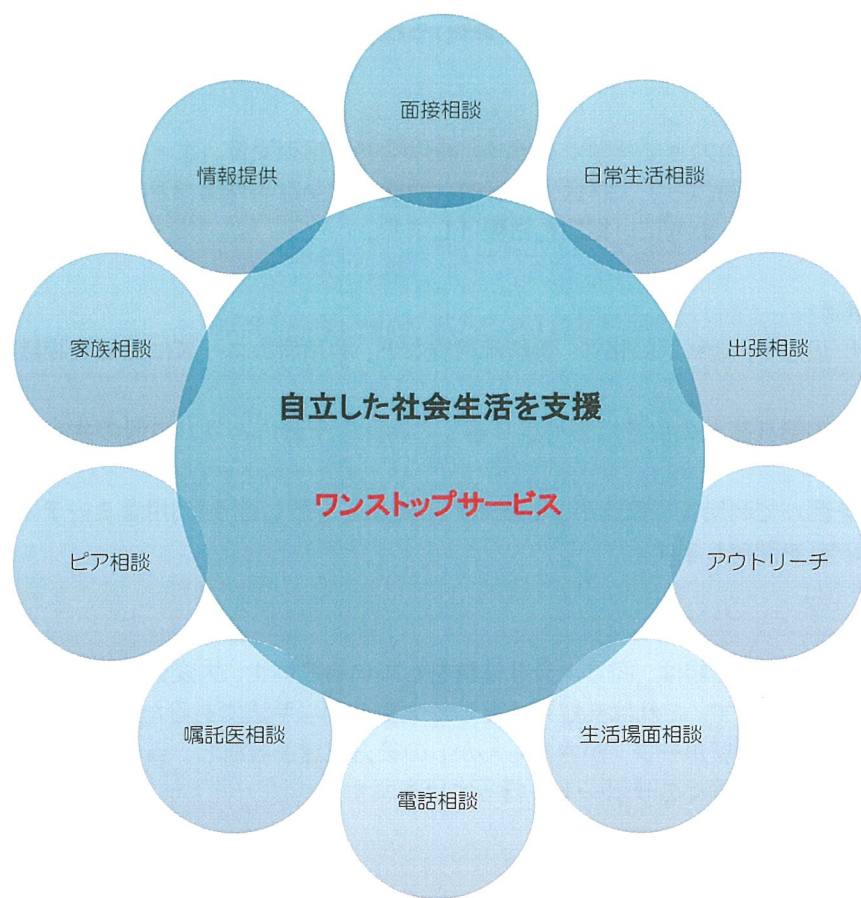 面接相談
日常生活相談
出張相談
アウトリーチ
生活場面相談
電話相談
嘱託医相談
ピア相談
家族相談
情報提供
自立した社会生活を支援
ワンストップサービス